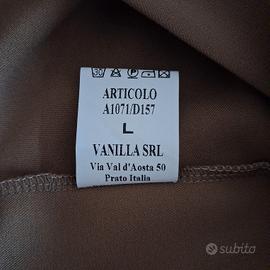 ARTICOLO
A1071/D157
L
VANILLA SRL
Via Val d'Aosta 50
Prato Italia
subito